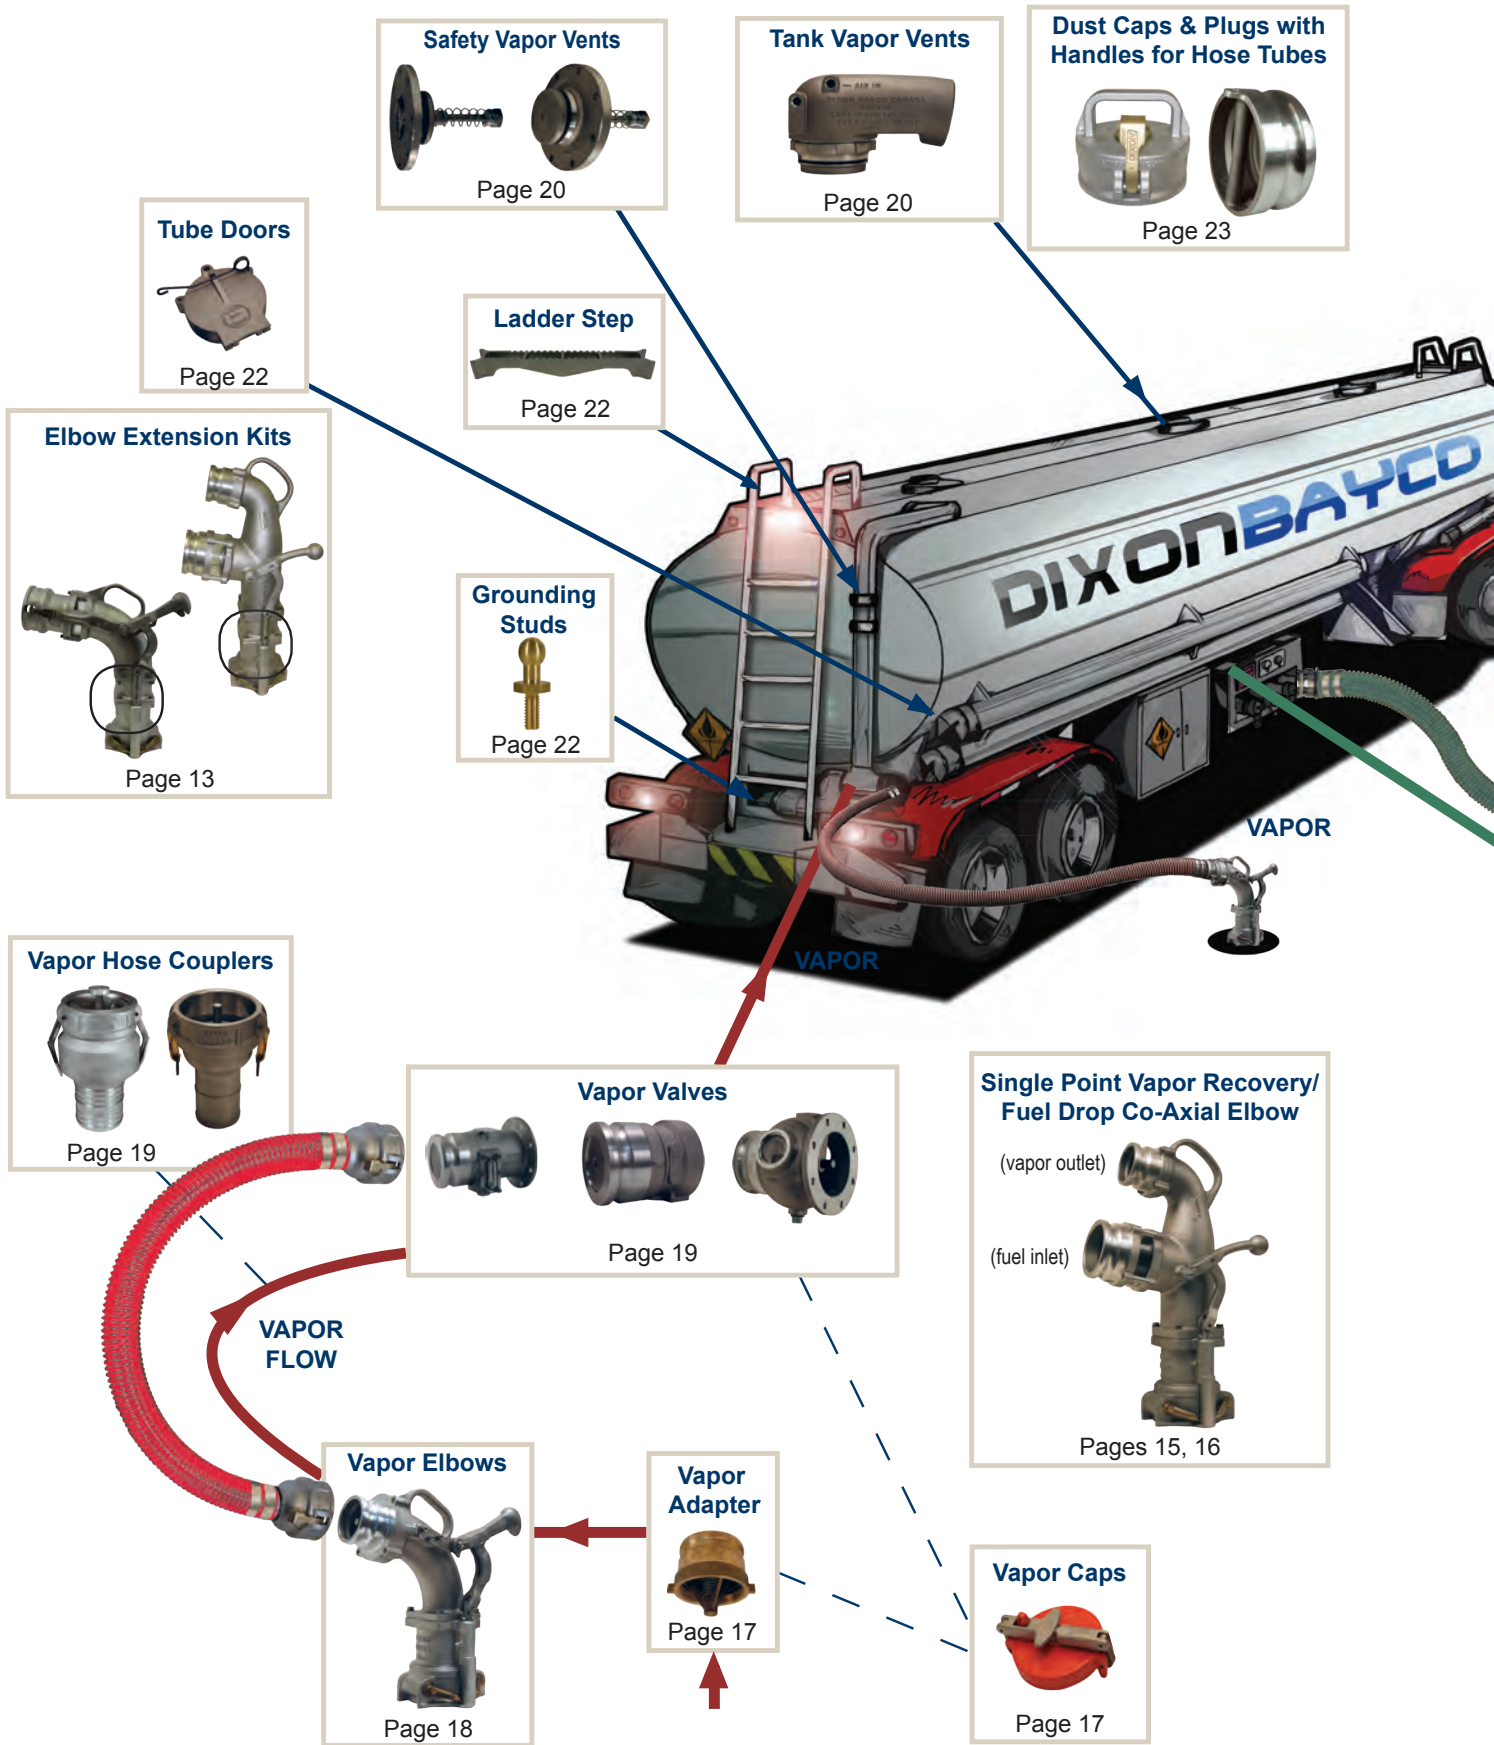 Safety Vapor Vents
Page 20
Tank Vapor Vents
AIR IN
Page 20
Dust Caps & Plugs with
Handles for Hose Tubes
Page 23
Tube Doors
Page 22
Ladder Step
Page 22
Elbow Extension Kits
Page 13
DIXONBAYCO
Grounding
Studs
Page 22
VAPOR
VAPOR
Vapor Hose Couplers
Page 19
Vapor Valves
Page 19
Single Point Vapor Recovery/
Fuel Drop Co-Axial Elbow
(vapor outlet)
(fuel inlet)
Pages 15, 16
VAPOR
FLOW
Vapor Elbows
Page 18
Vapor
Adapter
Page 17
Vapor Caps
Page 17